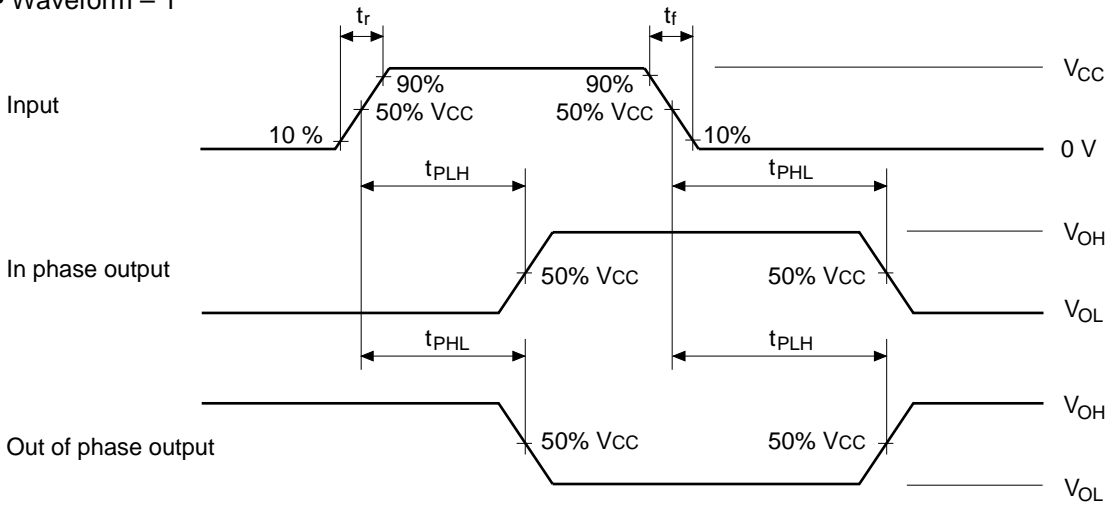 Waveform – 1
tr
tf
90%
90%
VCC
Input
50% VCC
50% VCC
10 %
10%
0 V
tPLH
tPHL
VOH
In phase output
50% VCC
50% VCC
VOL
tPHL
tPLH
VOH
Out of phase output
50% VCC
50% VCC
VOL